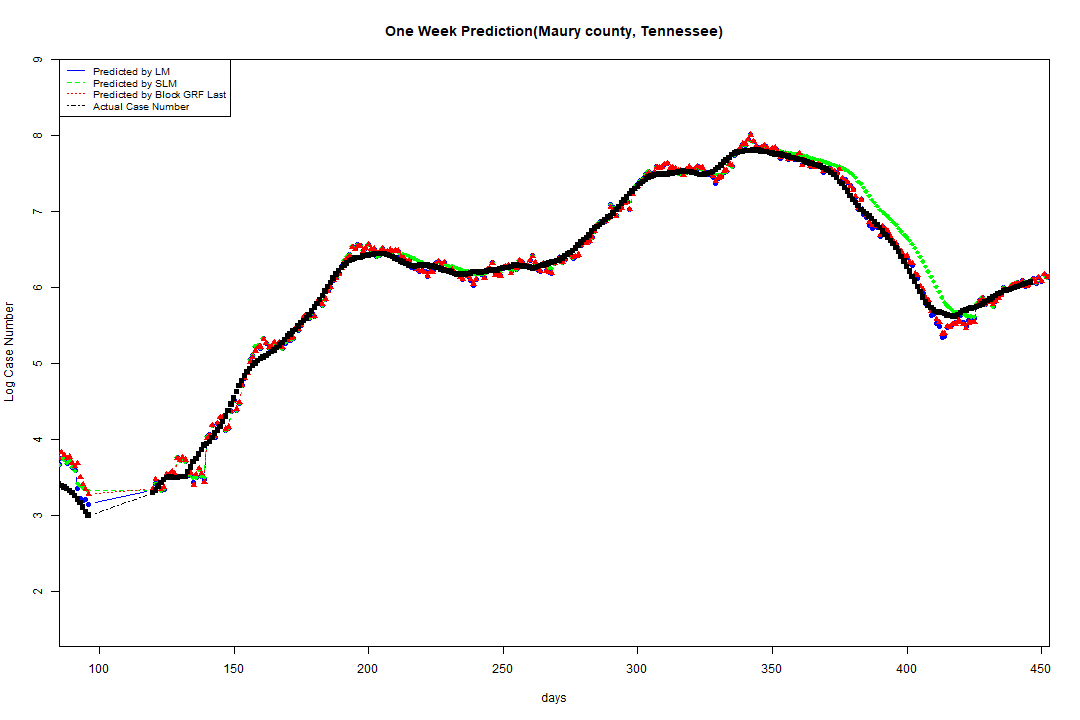 One Week Prediction(Maury county, Tennessee)
Predicted by LM
Predicted by SLM
Predicted by Block GRF Last
Actual Case Number
9
8
7
6
5
4
3
2
Log Case Number
100 150 200 250 300 350 400 450
days